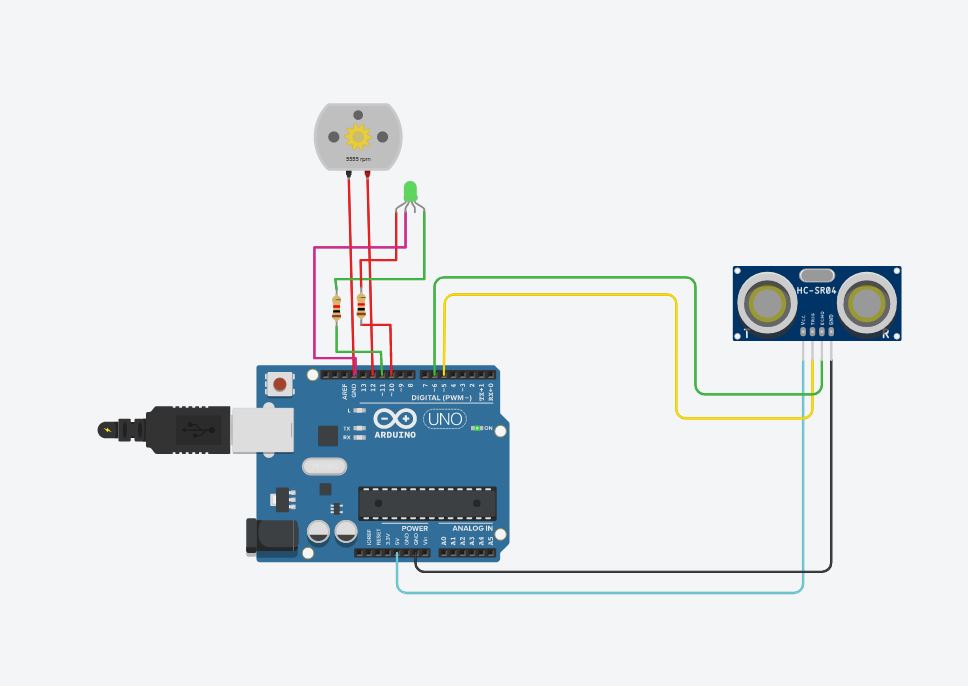 5555 rpm
HC-SR04
Vcc
TRIG
ECHO
GND
T
R
AREF
GND
13
12
~11
~10
~9
8
7
~6
~5
4
~3
2
TX→1
RX←0
DIGITAL (PWM~)
L
TX
RX
ARDUINO
UNO
ON
POWER
ANALOG IN
IOREF
RESET
3.3V
5V
GND
GND
Vin
A0
A1
A2
A3
A4
A5